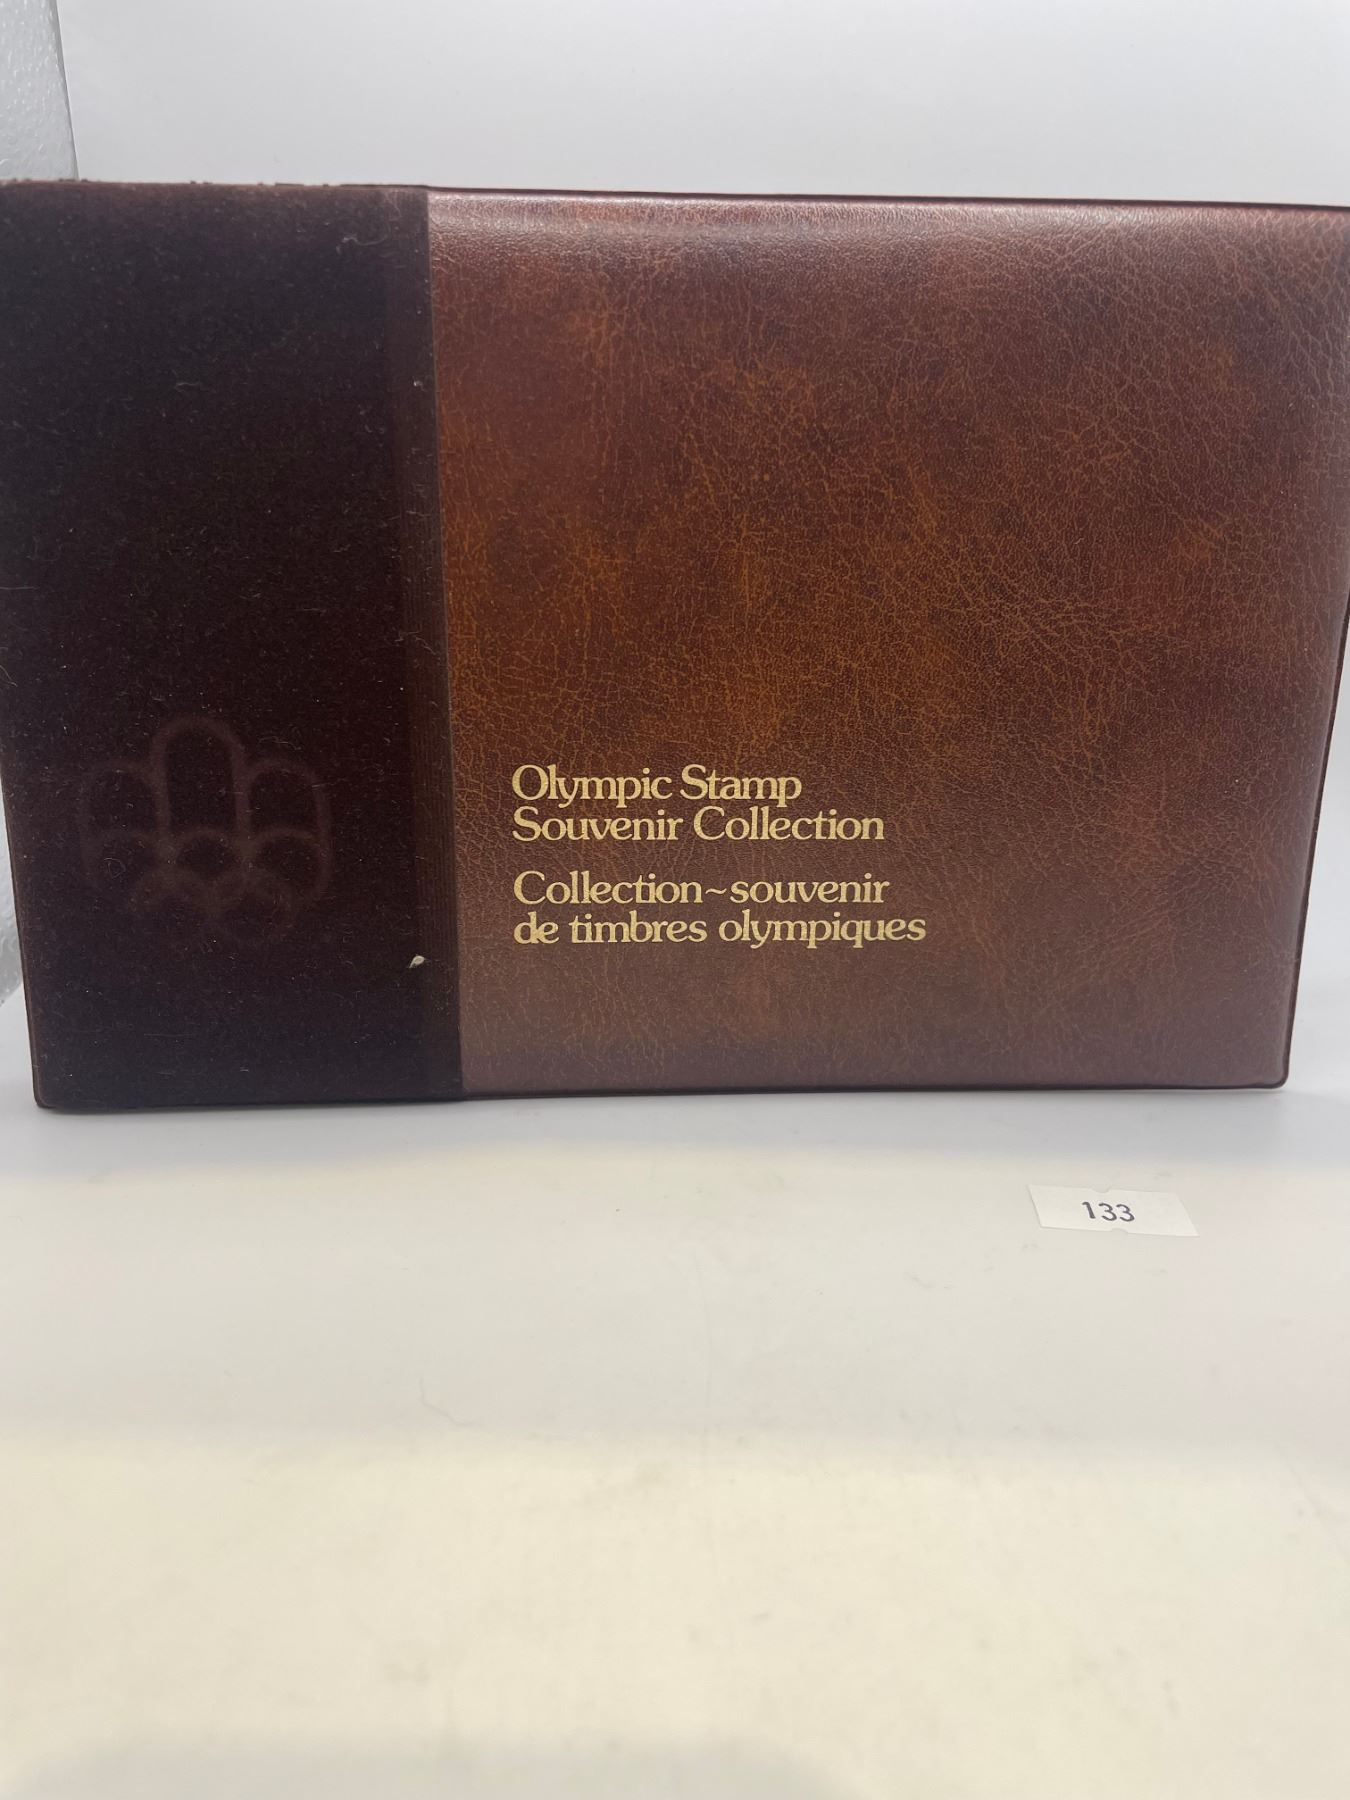 Olympic Stamp
Souvenir Collection
Collection~souvenir
de timbres olympiques
133